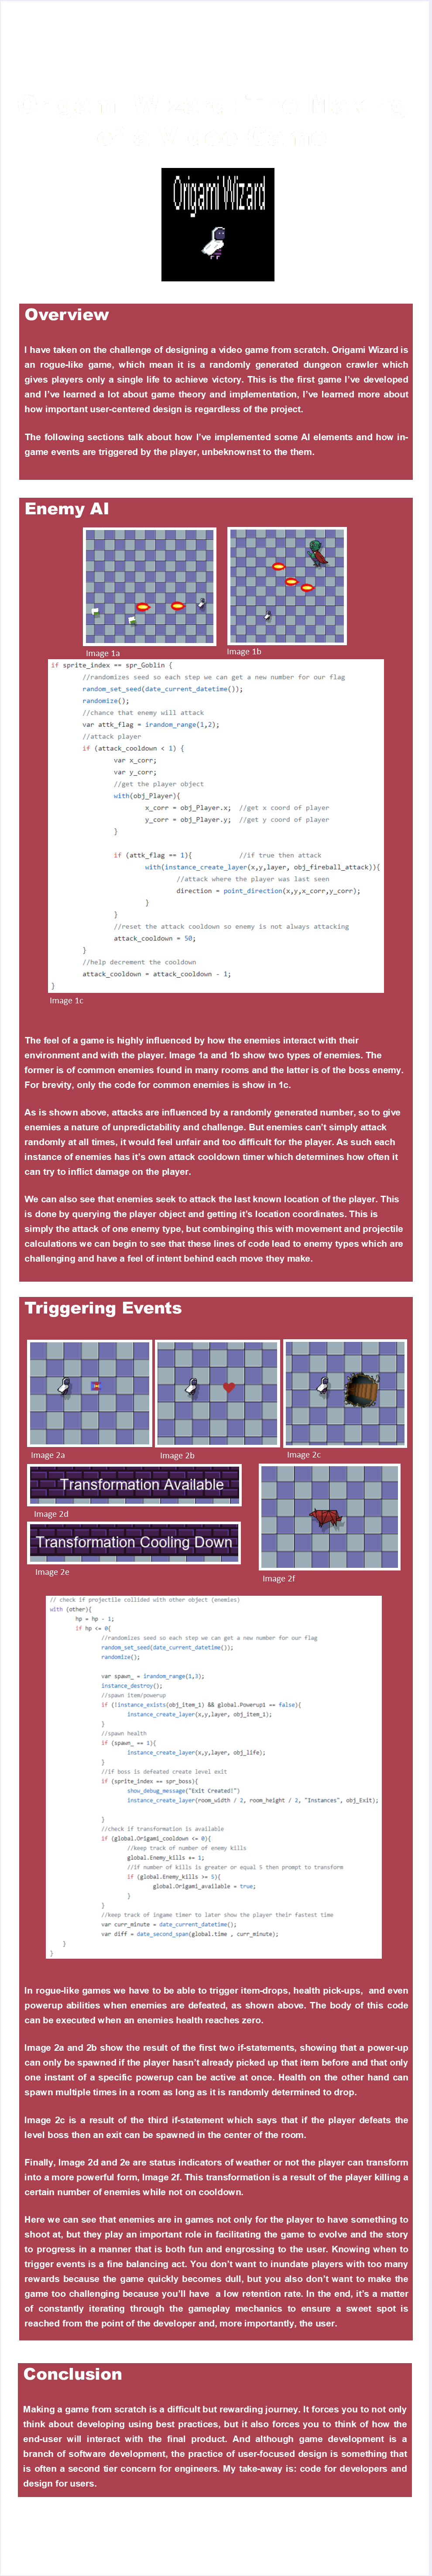 Origami Wizard
Overview
I have taken on the challenge of designing a video game from scratch. Origami Wizard is
an rogue-like game, which mean it is a randomly generated dungeon crawler which
gives players only a single life to achieve victory. This is the first game I've developed
and I've learned a lot about game theory and implementation, I've learned more about
how important user-centered design is regardless of the project.
The following sections talk about how I've implemented some AI elements and how in-
game events are triggered by the player, unbeknownst to the them.
Enemy AI
Image 1a
Image 1b
if sprite_index == spr_Goblin {
//randomizes seed so each step we can get a new number for our flag
random_set_seed(date_current_datetime());
randomize();
//chance that enemy will attack
var attk_flag = irandom_range(1,2);
//attack player
if (attack_cooldown < 1) {
var x_corr;
var y_corr;
//get the player object
with(obj_Player){
x_corr = obj_Player.x; //get x coord of player
y_corr = obj_Player.y; //get y coord of player
}
if (attk_flag == 1){ //if true then attack
with(instance_create_layer(x,y,layer, obj_fireball_attack)){
//attack where the player was last seen
direction = point_direction(x,y,x_corr,y_corr);
}
}
//reset the attack cooldown so enemy is not always attacking
attack_cooldown = 50;
}
//help decrement the cooldown
attack_cooldown = attack_cooldown - 1;
}
Image 1c
The feel of a game is highly influenced by how the enemies interact with their
environment and with the player. Image 1a and 1b show two types of enemies. The
former is of common enemies found in many rooms and the latter is of the boss enemy.
For brevity, only the code for common enemies is show in 1c.
As is shown above, attacks are influenced by a randomly generated number, so to give
enemies a nature of unpredictability and challenge. But enemies can't simply attack
randomly at all times, it would feel unfair and too difficult for the player. As such each
instance of enemies has it's own attack cooldown timer which determines how often it
can try to inflict damage on the player.
We can also see that enemies seek to attack the last known location of the player. This
is done by querying the player object and getting it's location coordinates. This is
simply the attack of one enemy type, but combinging this with movement and projectile
calculations we can begin to see that these lines of code lead to enemy types which are
challenging and have a feel of intent behind each move they make.
Triggering Events
Image 2a
Image 2b
Image 2c
Transformation Available
Image 2d
Transformation Cooling Down
Image 2e
Image 2f
// check if projectile collided with other object (enemies)
with (other){
hp = hp - 1;
if hp <= 0{
//randomizes seed so each step we can get a new number for our flag
random_set_seed(date_current_datetime());
randomize();
var spawn_ = irandom_range(1,3);
instance_destroy();
//spawn item/powerup
if (!instance_exists(obj_item_1) && global.Powerup1 == false){
instance_create_layer(x,y,layer, obj_item_1);
}
//spawn health
if (spawn_ == 1){
instance_create_layer(x,y,layer, obj_life);
}
//if boss is defeated create level exit
if (sprite_index == spr_boss){
show_debug_message("Exit Created!")
instance_create_layer(room_width / 2, room_height / 2, "Instances", obj_Exit);
}
//check if transformation is available
if (global.Origami_cooldown <= 0){
//keep track of number of enemy kills
global.Enemy_kills += 1;
//if number of kills is greater or equal 5 then prompt to transform
if (global.Enemy_kills >= 5){
global.Origami_available = true;
}
}
//keep track of ingame timer to later show the player their fastest time
var curr_minute = date_current_datetime();
var diff = date_second_span(global.time , curr_minute);
}
}
In rogue-like games we have to be able to trigger item-drops, health pick-ups, and even
powerup abilities when enemies are defeated, as shown above. The body of this code
can be executed when an enemies health reaches zero.
Image 2a and 2b show the result of the first two if-statements, showing that a power-up
can only be spawned if the player hasn't already picked up that item before and that only
one instant of a specific powerup can be active at once. Health on the other hand can
spawn multiple times in a room as long as it is randomly determined to drop.
Image 2c is a result of the third if-statement which says that if the player defeats the
level boss then an exit can be spawned in the center of the room.
Finally, Image 2d and 2e are status indicators of weather or not the player can transform
into a more powerful form, Image 2f. This transformation is a result of the player killing a
certain number of enemies while not on cooldown.
Here we can see that enemies are in games not only for the player to have something to
shoot at, but they play an important role in facilitating the game to evolve and the story
to progress in a manner that is both fun and engrossing to the user. Knowing when to
trigger events is a fine balancing act. You don't want to inundate players with too many
rewards because the game quickly becomes dull, but you also don't want to make the
game too challenging because you'll have a low retention rate. In the end, it's a matter
of constantly iterating through the gameplay mechanics to ensure a sweet spot is
reached from the point of the developer and, more importantly, the user.
Conclusion
Making a game from scratch is a difficult but rewarding journey. It forces you to not only
think about developing using best practices, but it also forces you to think of how the
end-user will interact with the final product. And although game development is a
branch of software development, the practice of user-focused design is something that
is often a second tier concern for engineers. My take-away is: code for developers and
design for users.